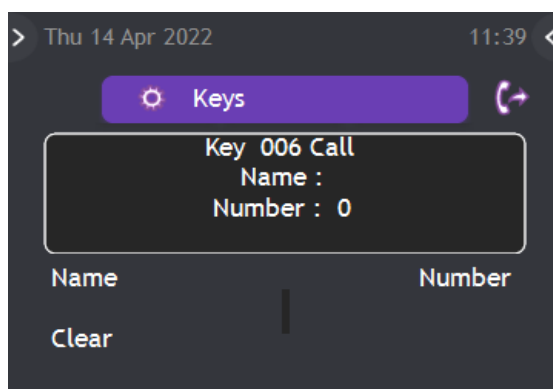 Thu 14 Apr 2022 11:39
Keys
Key 006 Call
Name :
Number : 0
Name Number
Clear